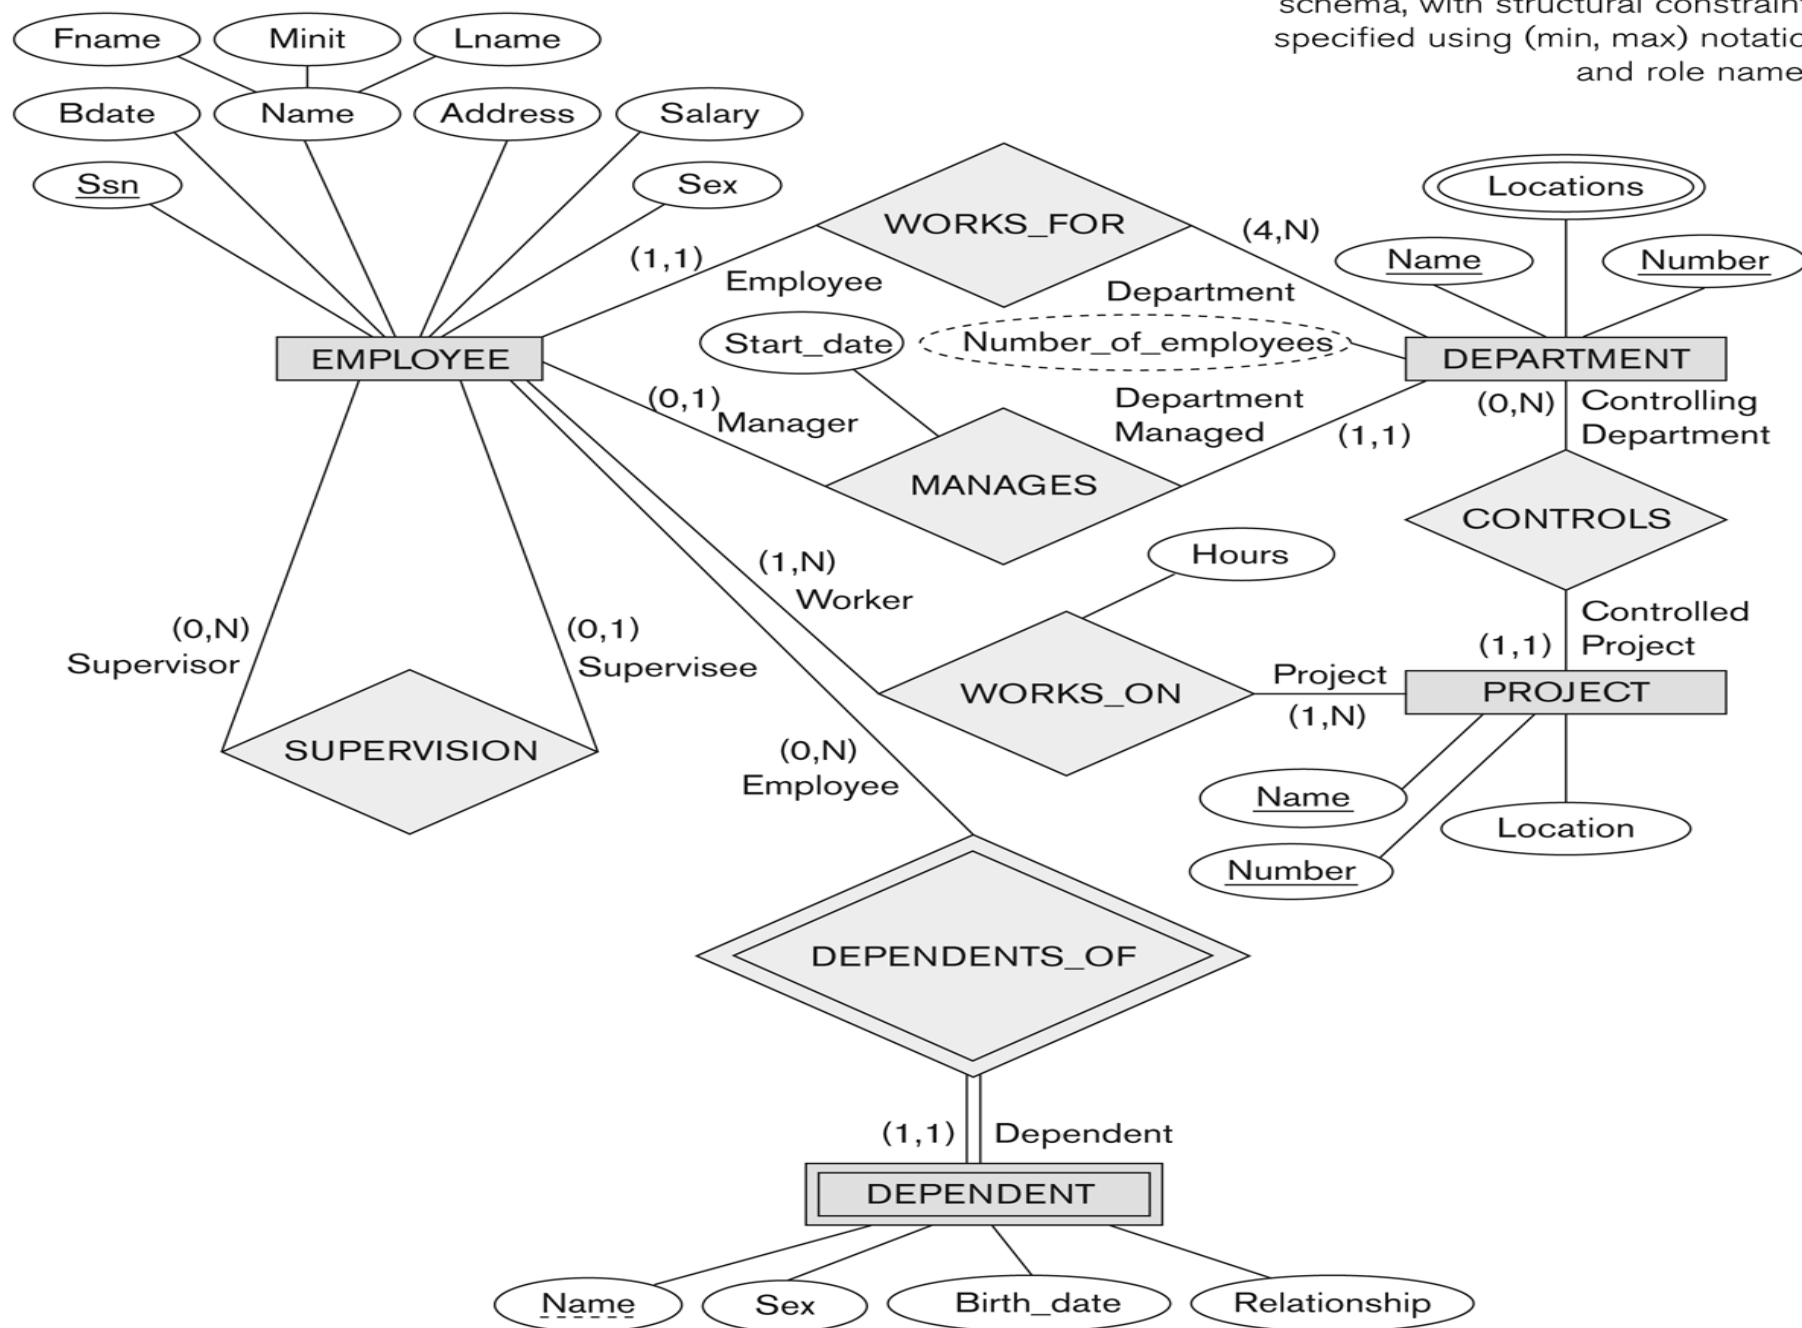 schema, with structural constraint
specified using (min, max) notatio
and role name
Fname
Minit
Lname
Bdate
Name
Address
Salary
Ssn
Sex
WORKS_FOR
Locations
(4,N)
(1,1)
Employee
Name
Number
Department
Start_date
Number_of_employees
EMPLOYEE
DEPARTMENT
(0,1)
Manager
Department
Managed
(1,1)
(0,N)
Controlling
Department
MANAGES
CONTROLS
Hours
(1,N)
Worker
(0,N)
Supervisor
(0,1)
Supervisee
Controlled
Project
(1,1)
WORKS_ON
Project
(1,N)
PROJECT
SUPERVISION
(0,N)
Employee
Name
Location
Number
DEPENDENTS_OF
(1,1)
Dependent
DEPENDENT
Name
Sex
Birth_date
Relationship